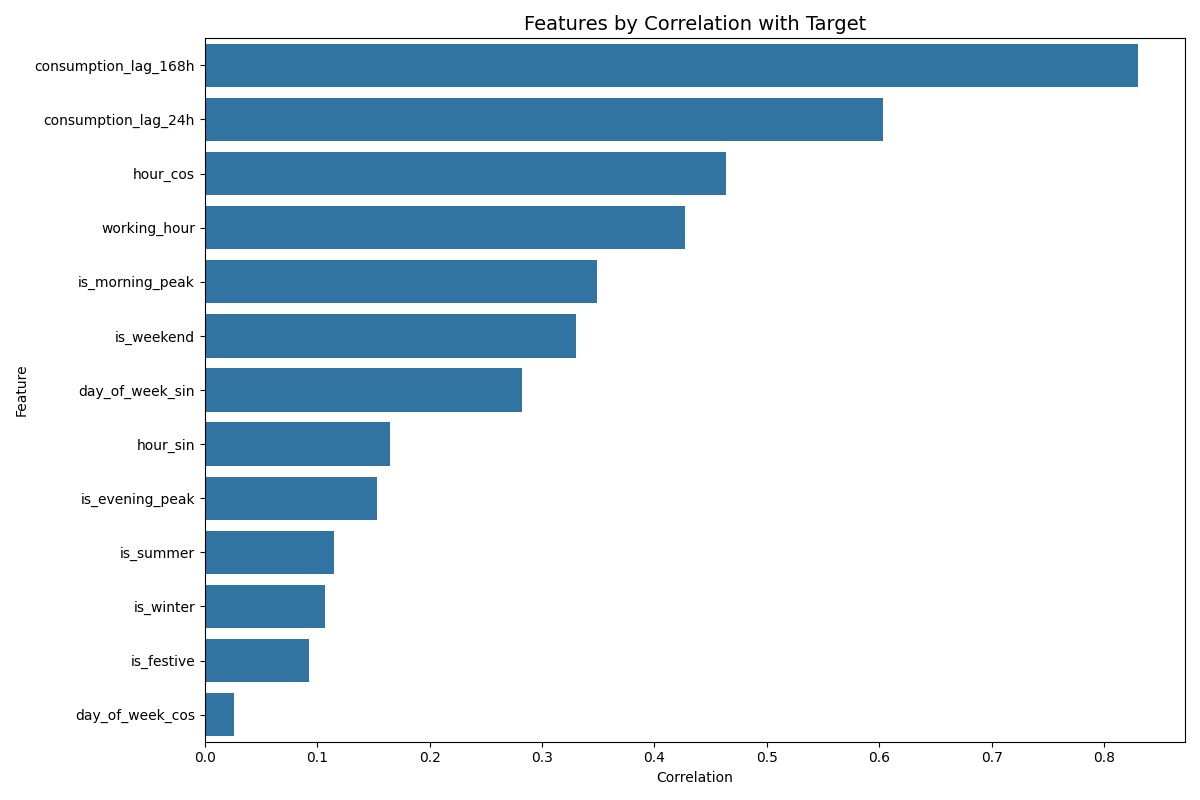 Features by Correlation with Target
consumption_lag_168h
consumption_lag_24h
hour_cos
working_hour
is_morning_peak
is_weekend
day_of_week_sin
hour_sin
is_evening_peak
is_summer
is_winter
is_festive
day_of_week_cos
Feature
0.0 0.1 0.2 0.3 0.4 0.5 0.6 0.7 0.8
Correlation